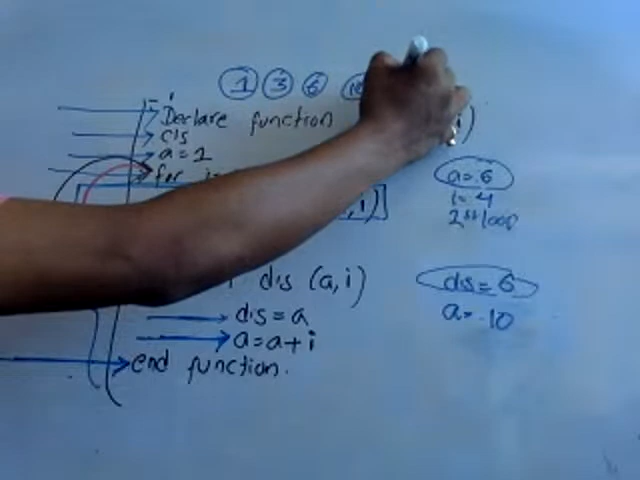 1 3 6 10
Declare function
i)
cls
a = 1
for i
, i)
a = 6
i = 4
loop
dis (a, i)
dis = 6
dis = a
a = 10
a = a + i
end function.